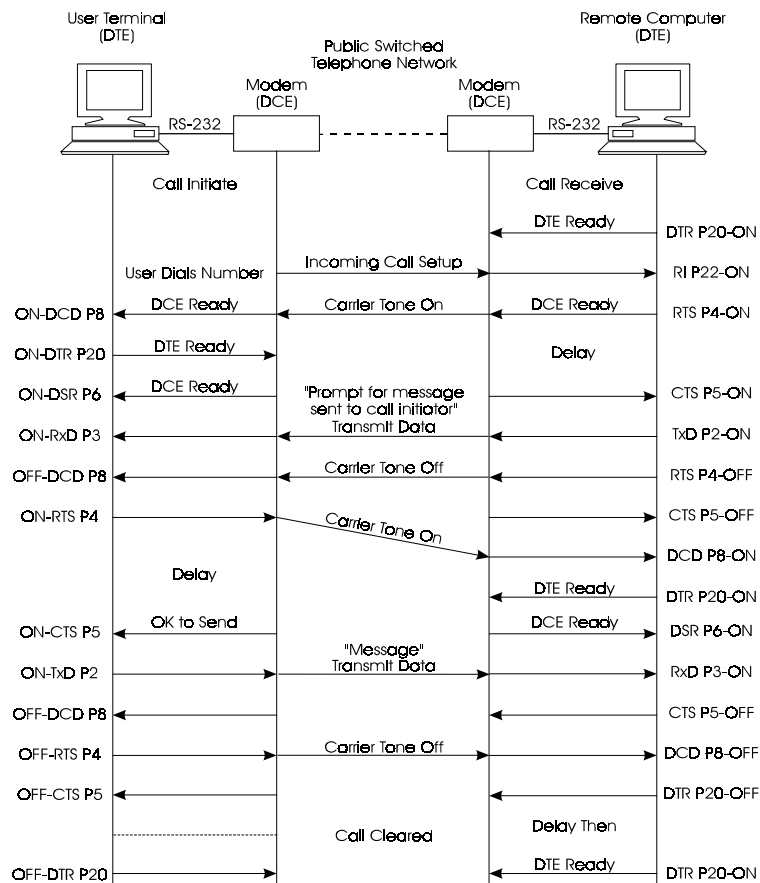 User Terminal
(DTE)
Remote Computer
(DTE)
Public Switched
Telephone Network
Modem
(DCE)
Modem
(DCE)
RS-232
RS-232
Call Initiate
Call Receive
DTE Ready
DTR P20-ON
User Dials Number
Incoming Call Setup
RI P22-ON
ON-DCD P8
DCE Ready
Carrier Tone On
DCE Ready
RTS P4-ON
ON-DTR P20
DTE Ready
Delay
ON-DSR P6
DCE Ready
"Prompt for message
sent to call initiator"
Transmit Data
CTS P5-ON
ON-RxD P3
TxD P2-ON
OFF-DCD P8
Carrier Tone Off
RTS P4-OFF
ON-RTS P4
Carrier Tone On
CTS P5-OFF
DCD P8-ON
Delay
DTE Ready
DTR P20-ON
ON-CTS P5
OK to Send
DCE Ready
DSR P6-ON
ON-TxD P2
"Message"
Transmit Data
RxD P3-ON
OFF-DCD P8
CTS P5-OFF
OFF-RTS P4
Carrier Tone Off
DCD P8-OFF
OFF-CTS P5
DTR P20-OFF
Call Cleared
Delay Then
OFF-DTR P20
DTE Ready
DTR P20-ON